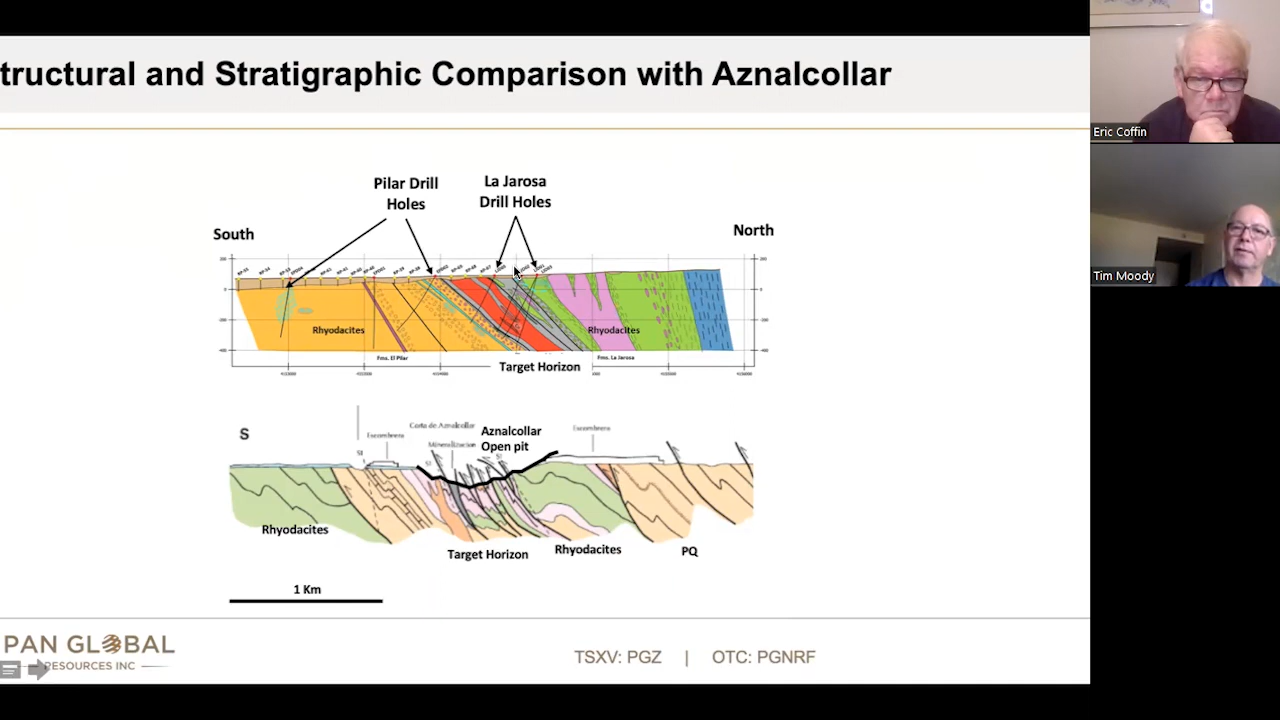 tructural and Stratigraphic Comparison with Aznalcollar
Eric Coffin
Tim Moody
Pilar Drill
Holes
La Jarosa
Drill Holes
South
North
Rhyodacites
Rhyodacites
Fms. El Pilar
Fms. La Jarosa
Target Horizon
S
Escombrera
Corta de Aznalcollar
Mineralizacion
Aznalcollar
Open pit
Escombrera
Rhyodacites
Target Horizon
Rhyodacites
PQ
1 Km
PAN GLOBAL
RESOURCES INC
TSXV: PGZ | OTC: PGNRF